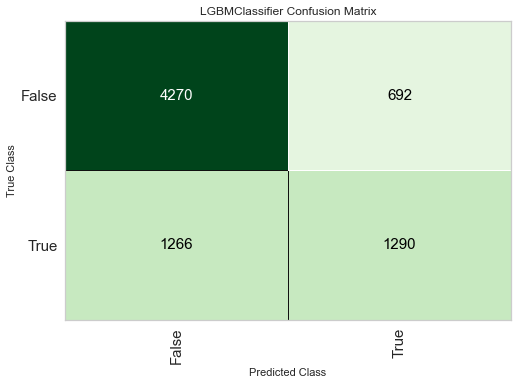 LGBMClassifier Confusion Matrix
True Class
False
4270
692
True
1266
1290
False
True
Predicted Class